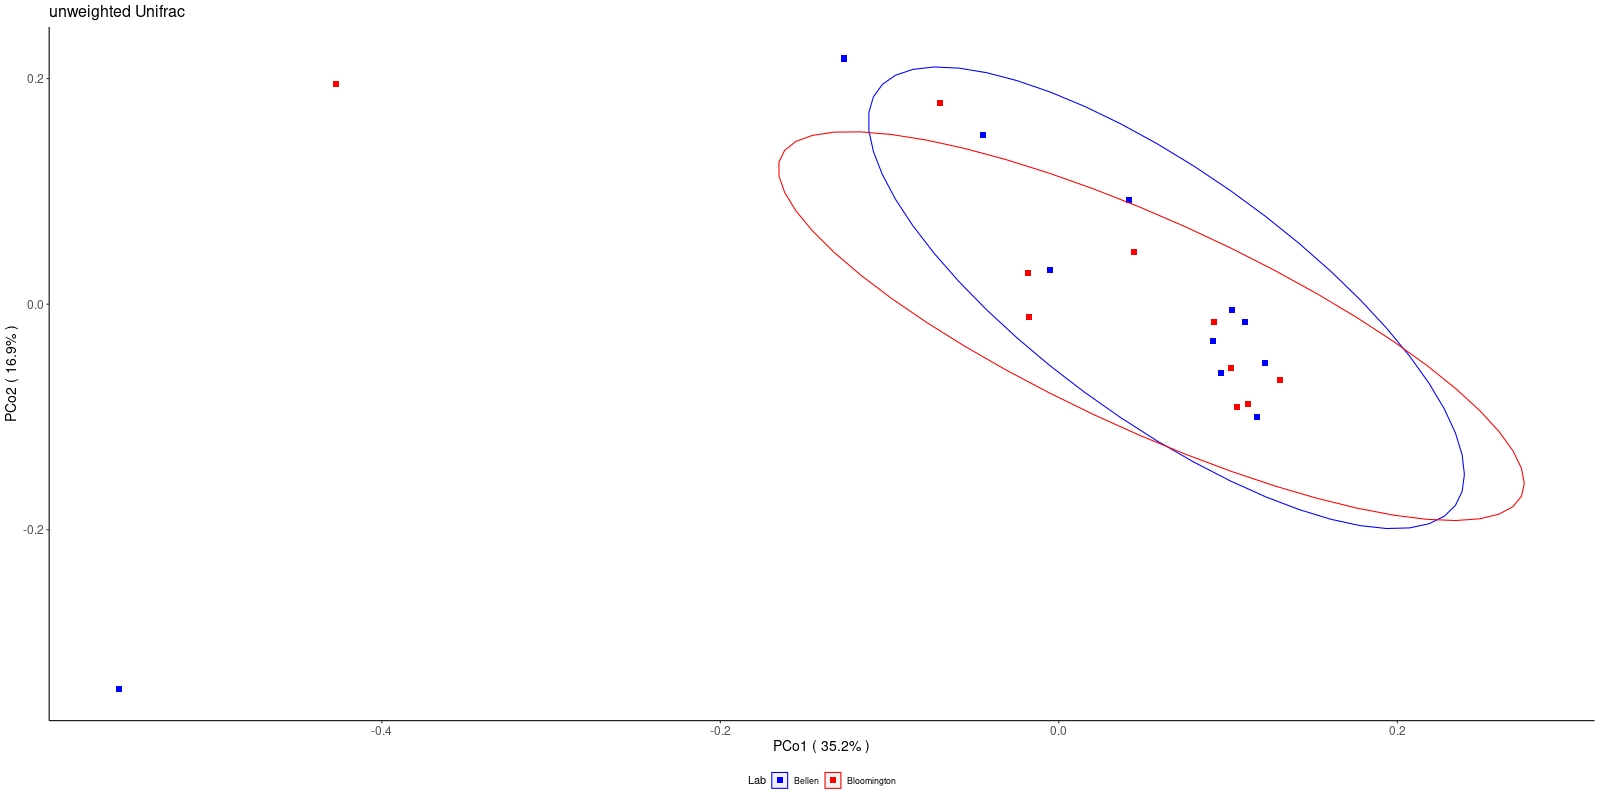 unweighted Unifrac
0.2
0.0
-0.2
PCo2 ( 16.9% )
-0.4
-0.2
0.0
0.2
PCo1 ( 35.2% )
Lab Bellen Bloomington